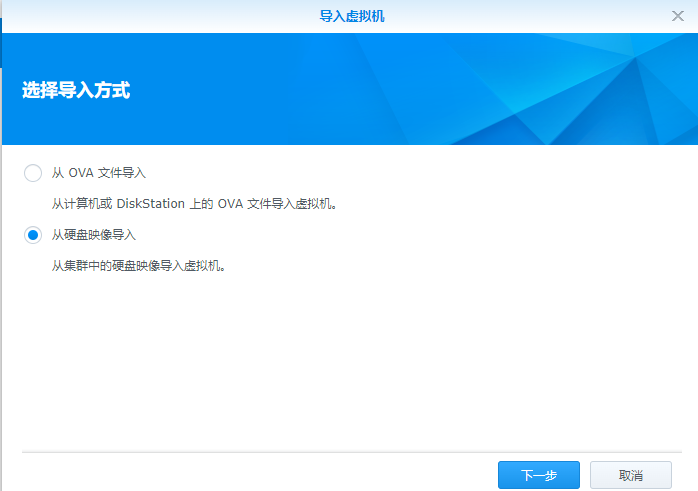 导入虚拟机
选择导入方式
从 OVA 文件导入
从计算机或 DiskStation 上的 OVA 文件导入虚拟机。
从硬盘映像导入
从集群中的硬盘映像导入虚拟机。
下一步
取消